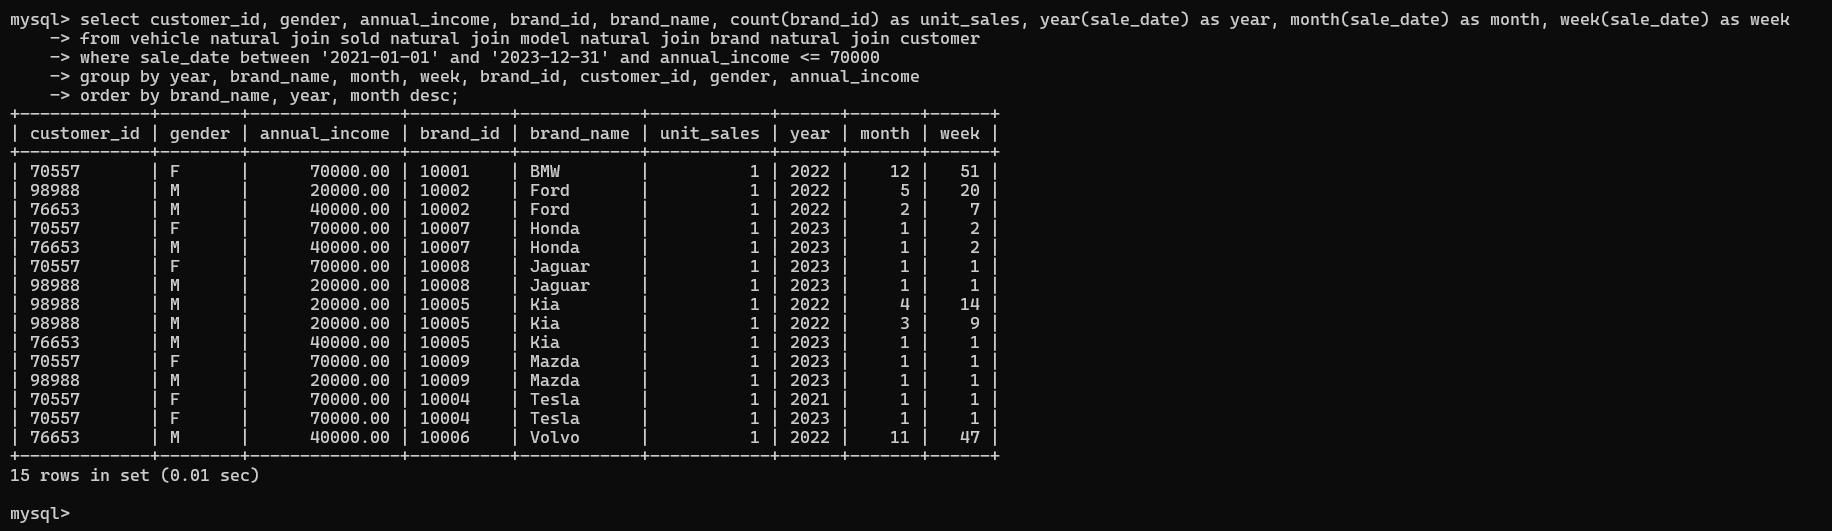 mysql> select customer_id, gender, annual_income, brand_id, brand_name, count(brand_id) as unit_sales, year(sale_date) as year, month(sale_date) as month, week(sale_date) as week
    -> from vehicle natural join sold natural join model natural join brand natural join customer
    -> where sale_date between '2021-01-01' and '2023-12-31' and annual_income <= 70000
    -> group by year, brand_name, month, week, brand_id, customer_id, gender, annual_income
    -> order by brand_name, year, month desc;
+-------------+--------+---------------+----------+------------+------------+------+-------+------+
| customer_id | gender | annual_income | brand_id | brand_name | unit_sales | year | month | week |
+-------------+--------+---------------+----------+------------+------------+------+-------+------+
| 70557       | F      |      70000.00 | 10001    | BMW        |          1 | 2022 |    12 |   51 |
| 98988       | M      |      20000.00 | 10002    | Ford       |          1 | 2022 |     5 |   20 |
| 76653       | M      |      40000.00 | 10002    | Ford       |          1 | 2022 |     2 |    7 |
| 70557       | F      |      70000.00 | 10007    | Honda      |          1 | 2023 |     1 |    2 |
| 76653       | M      |      40000.00 | 10007    | Honda      |          1 | 2023 |     1 |    2 |
| 70557       | F      |      70000.00 | 10008    | Jaguar     |          1 | 2023 |     1 |    1 |
| 98988       | M      |      20000.00 | 10008    | Jaguar     |          1 | 2023 |     1 |    1 |
| 98988       | M      |      20000.00 | 10005    | Kia        |          1 | 2022 |     4 |   14 |
| 98988       | M      |      20000.00 | 10005    | Kia        |          1 | 2022 |     3 |    9 |
| 76653       | M      |      40000.00 | 10005    | Kia        |          1 | 2023 |     1 |    1 |
| 70557       | F      |      70000.00 | 10009    | Mazda      |          1 | 2023 |     1 |    1 |
| 98988       | M      |      20000.00 | 10009    | Mazda      |          1 | 2023 |     1 |    1 |
| 70557       | F      |      70000.00 | 10004    | Tesla      |          1 | 2021 |     1 |    1 |
| 70557       | F      |      70000.00 | 10004    | Tesla      |          1 | 2023 |     1 |    1 |
| 76653       | M      |      40000.00 | 10006    | Volvo      |          1 | 2022 |    11 |   47 |
+-------------+--------+---------------+----------+------------+------------+------+-------+------+
15 rows in set (0.01 sec)

mysql>